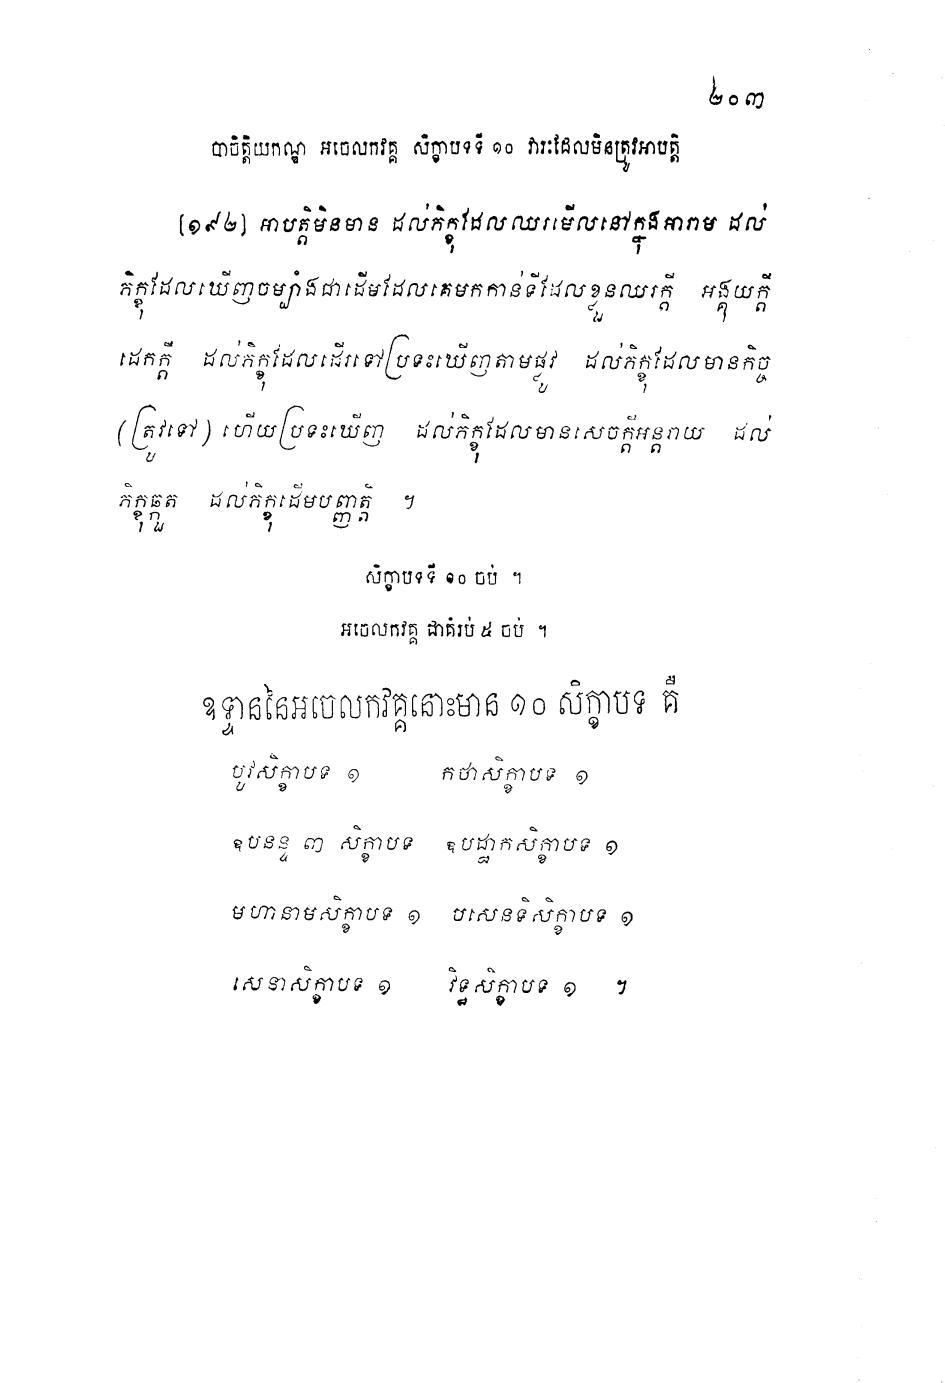 ២០៣
បាចិត្តិយកណ្ឌ អចេលកវគ្គ សិក្ខាបទទី ១០ វារៈដែលមិនត្រូវអាបត្តិ
[១៩២] អាបត្តិមិនមាន ដល់ភិក្ខុដែលឈរមើលនៅក្នុងអារាម ដល់
ភិក្ខុដែលឃើញចម្បាំងជាដើមដែលគេមកកាន់ទីដែលខ្លួនឈរក្តី អង្គុយក្តី
ដេកក្តី ដល់ភិក្ខុដែលដើរទៅប្រទះឃើញតាមផ្លូវ ដល់ភិក្ខុដែលមានកិច្ច
(ត្រូវទៅ) ហើយប្រទះឃើញ ដល់ភិក្ខុដែលមានសេចក្តីអន្តរាយ ដល់
ភិក្ខុឆ្កួត ដល់ភិក្ខុដើមបញ្ញត្តិ ។
សិក្ខាបទទី ១០ ចប់ ។
អចេលកវគ្គ ជាគំរប់ ៥ ចប់ ។
ឧទ្ទាននៃអចេលកវគ្គនោះមាន ១០ សិក្ខាបទ គឺ
បូវសិក្ខាបទ ១ កថាសិក្ខាបទ ១
ឧបនន្ទ ៣ សិក្ខាបទ ឧបដ្ឋាកសិក្ខាបទ ១
មហានាមសិក្ខាបទ ១ បសេនទិសិក្ខាបទ ១
សេនាសិក្ខាបទ ១ វិទ្ធសិក្ខាបទ ១ ។